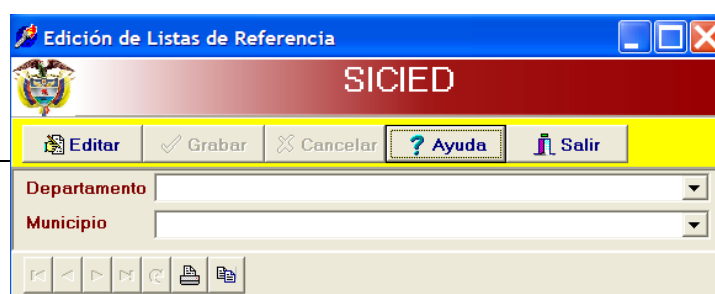 Edición de Listas de Referencia
SICIED
Editar Grabar Cancelar ? Ayuda Salir
Departamento
Municipio